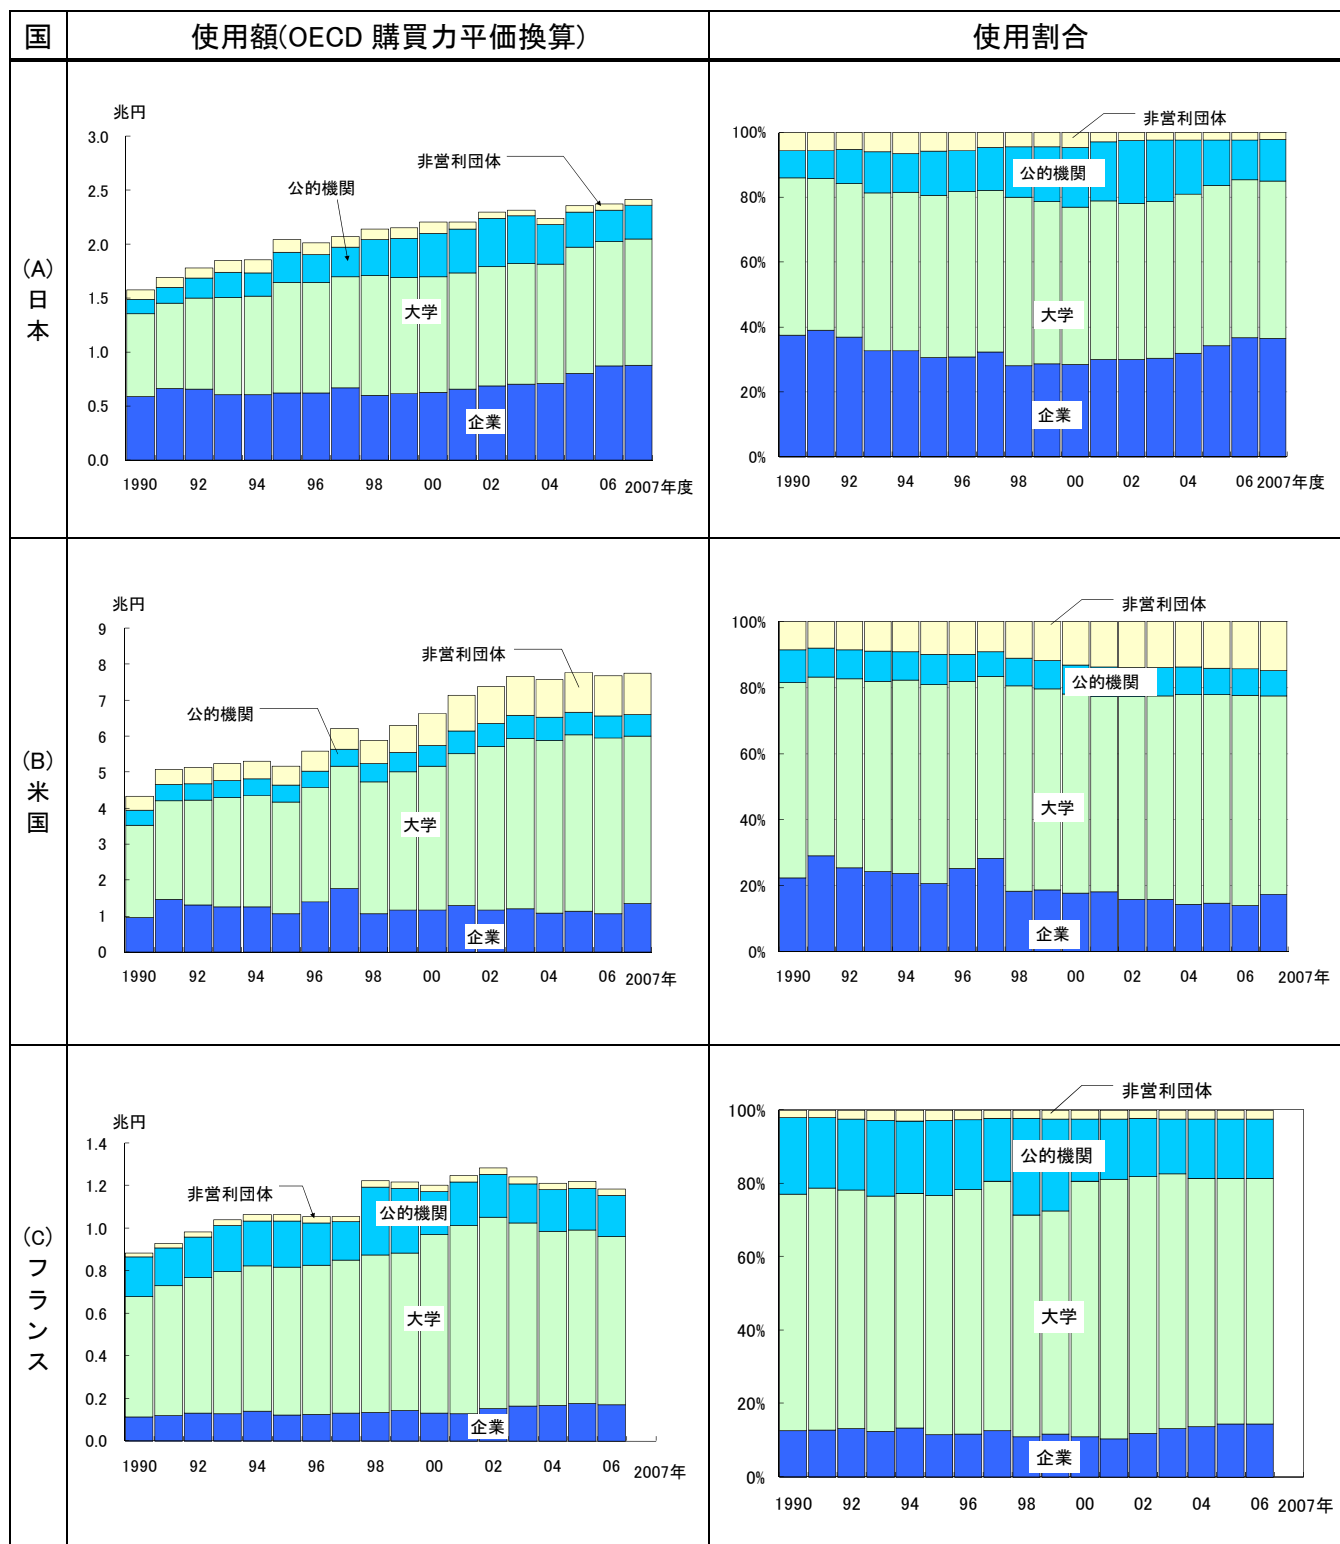 国 使用額(OECD 購買力平価換算) 使用割合
(A)日本
兆円
3.0
2.5
2.0
1.5
1.0
0.5
0.0
非営利団体
公的機関
大学
企業
1990 92 94 96 98 00 02 04 06 2007年度
100%
80%
60%
40%
20%
0%
非営利団体
公的機関
大学
企業
1990 92 94 96 98 00 02 04 06 2007年度
(B)米国
兆円
9
8
7
6
5
4
3
2
1
0
非営利団体
公的機関
大学
企業
1990 92 94 96 98 00 02 04 06 2007年
100%
80%
60%
40%
20%
0%
非営利団体
公的機関
大学
企業
1990 92 94 96 98 00 02 04 06 2007年
(C)フランス
兆円
1.4
1.2
1.0
0.8
0.6
0.4
0.2
0.0
非営利団体
公的機関
大学
企業
1990 92 94 96 98 00 02 04 06 2007年
100%
80%
60%
40%
20%
0%
非営利団体
公的機関
大学
企業
1990 92 94 96 98 00 02 04 06 2007年